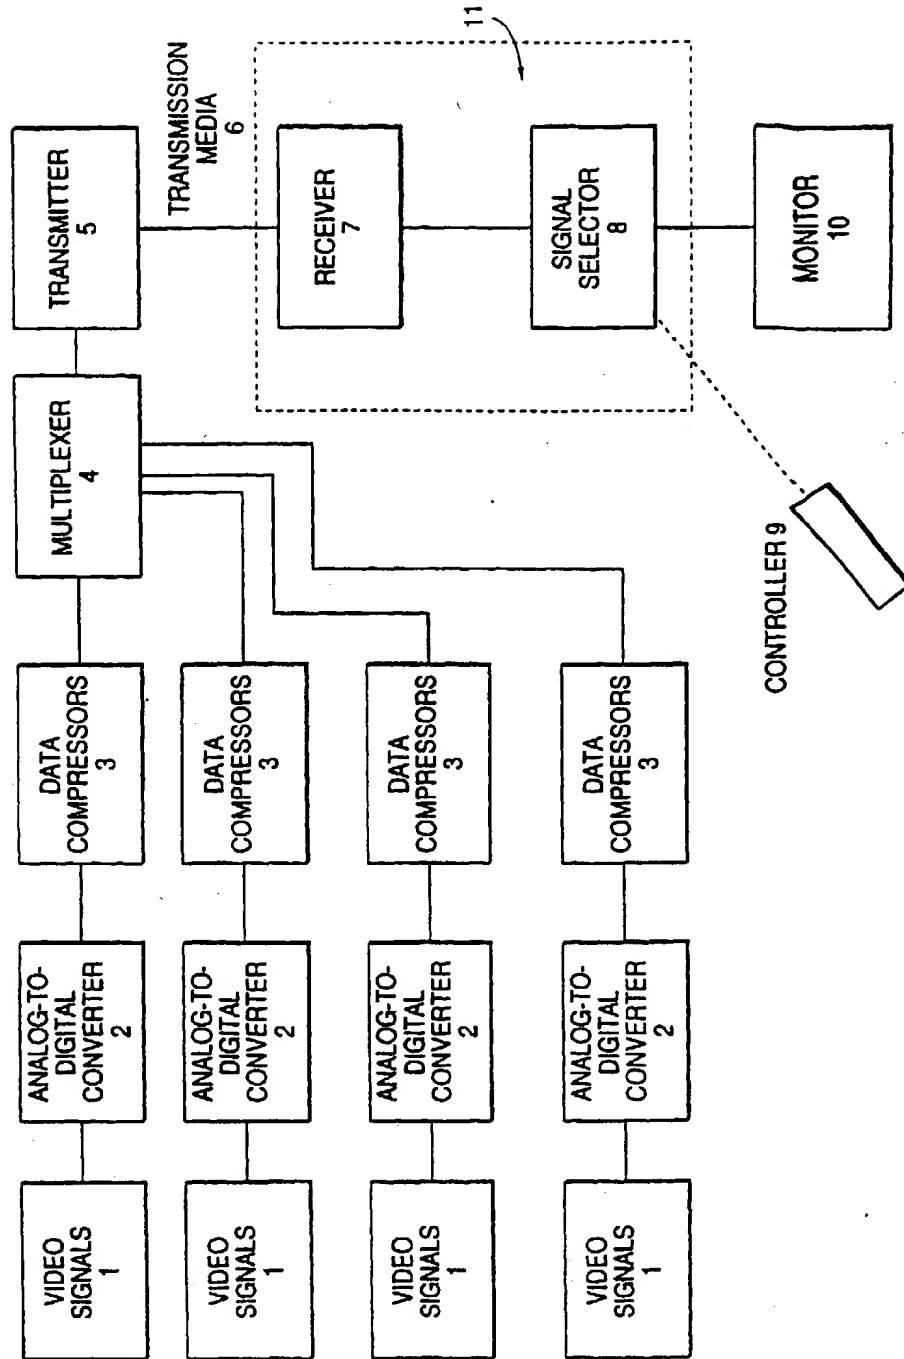 VIDEO
SIGNALS
1
ANALOG-TO-
DIGITAL
CONVERTER
2
DATA
COMPRESSORS
3
MULTIPLEXER
4
TRANSMITTER
5
TRANSMISSION
MEDIA
6
VIDEO
SIGNALS
1
ANALOG-TO-
DIGITAL
CONVERTER
2
DATA
COMPRESSORS
3
RECEIVER
7
11
VIDEO
SIGNALS
1
ANALOG-TO-
DIGITAL
CONVERTER
2
DATA
COMPRESSORS
3
SIGNAL
SELECTOR
8
VIDEO
SIGNALS
1
ANALOG-TO-
DIGITAL
CONVERTER
2
DATA
COMPRESSORS
3
CONTROLLER 9
MONITOR
10